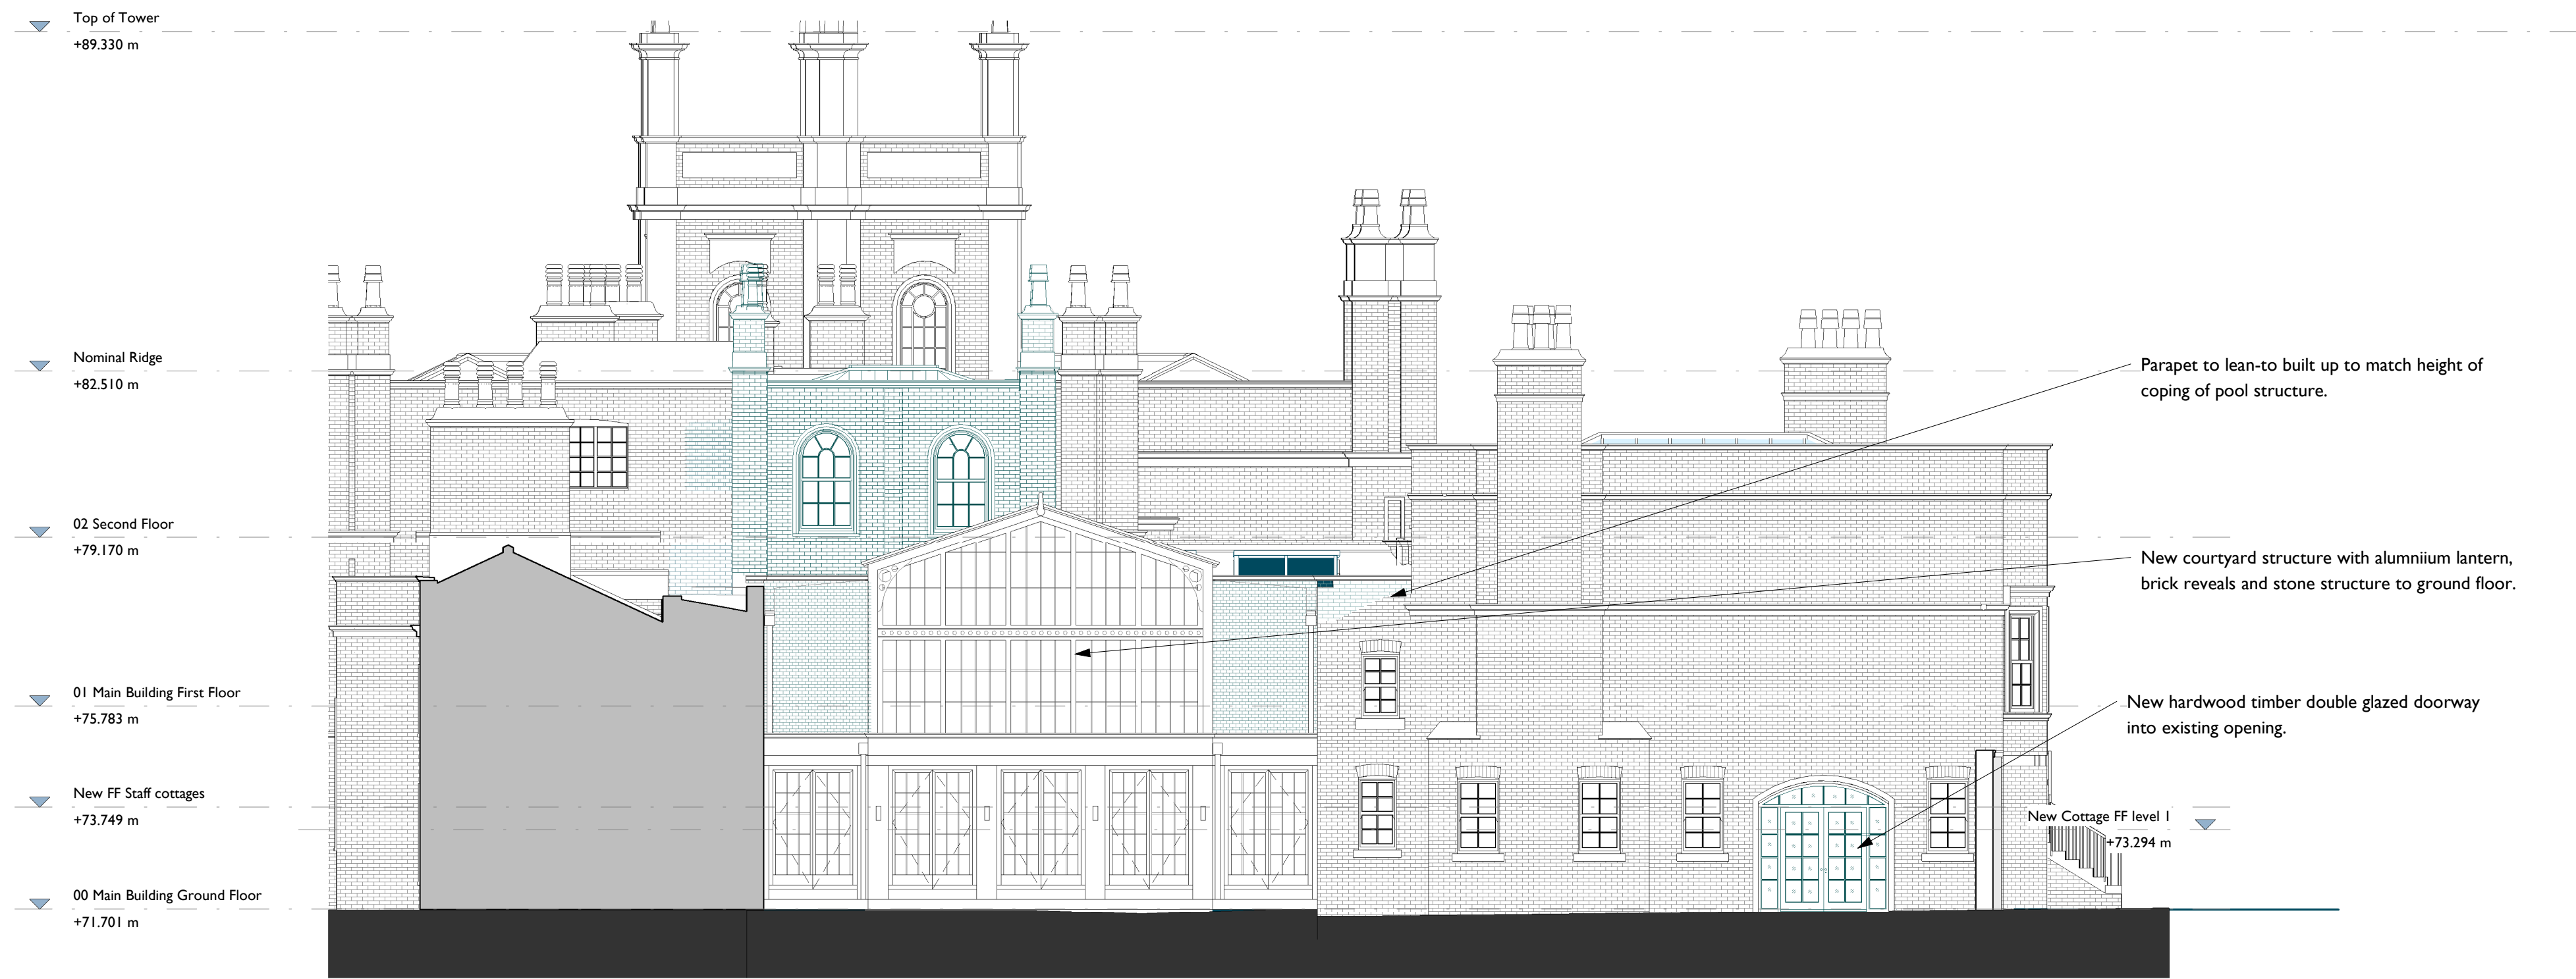 Top of Tower
+89.330 m
Nominal Ridge
+82.510 m
Parapet to lean-to built up to match height of
coping of pool structure.
02 Second Floor
+79.170 m
New courtyard structure with alumniium lantern,
brick reveals and stone structure to ground floor.
01 Main Building First Floor
+75.783 m
New hardwood timber double glazed doorway
into existing opening.
New FF Staff cottages
+73.749 m
New Cottage FF level 1
+73.294 m
00 Main Building Ground Floor
+71.701 m